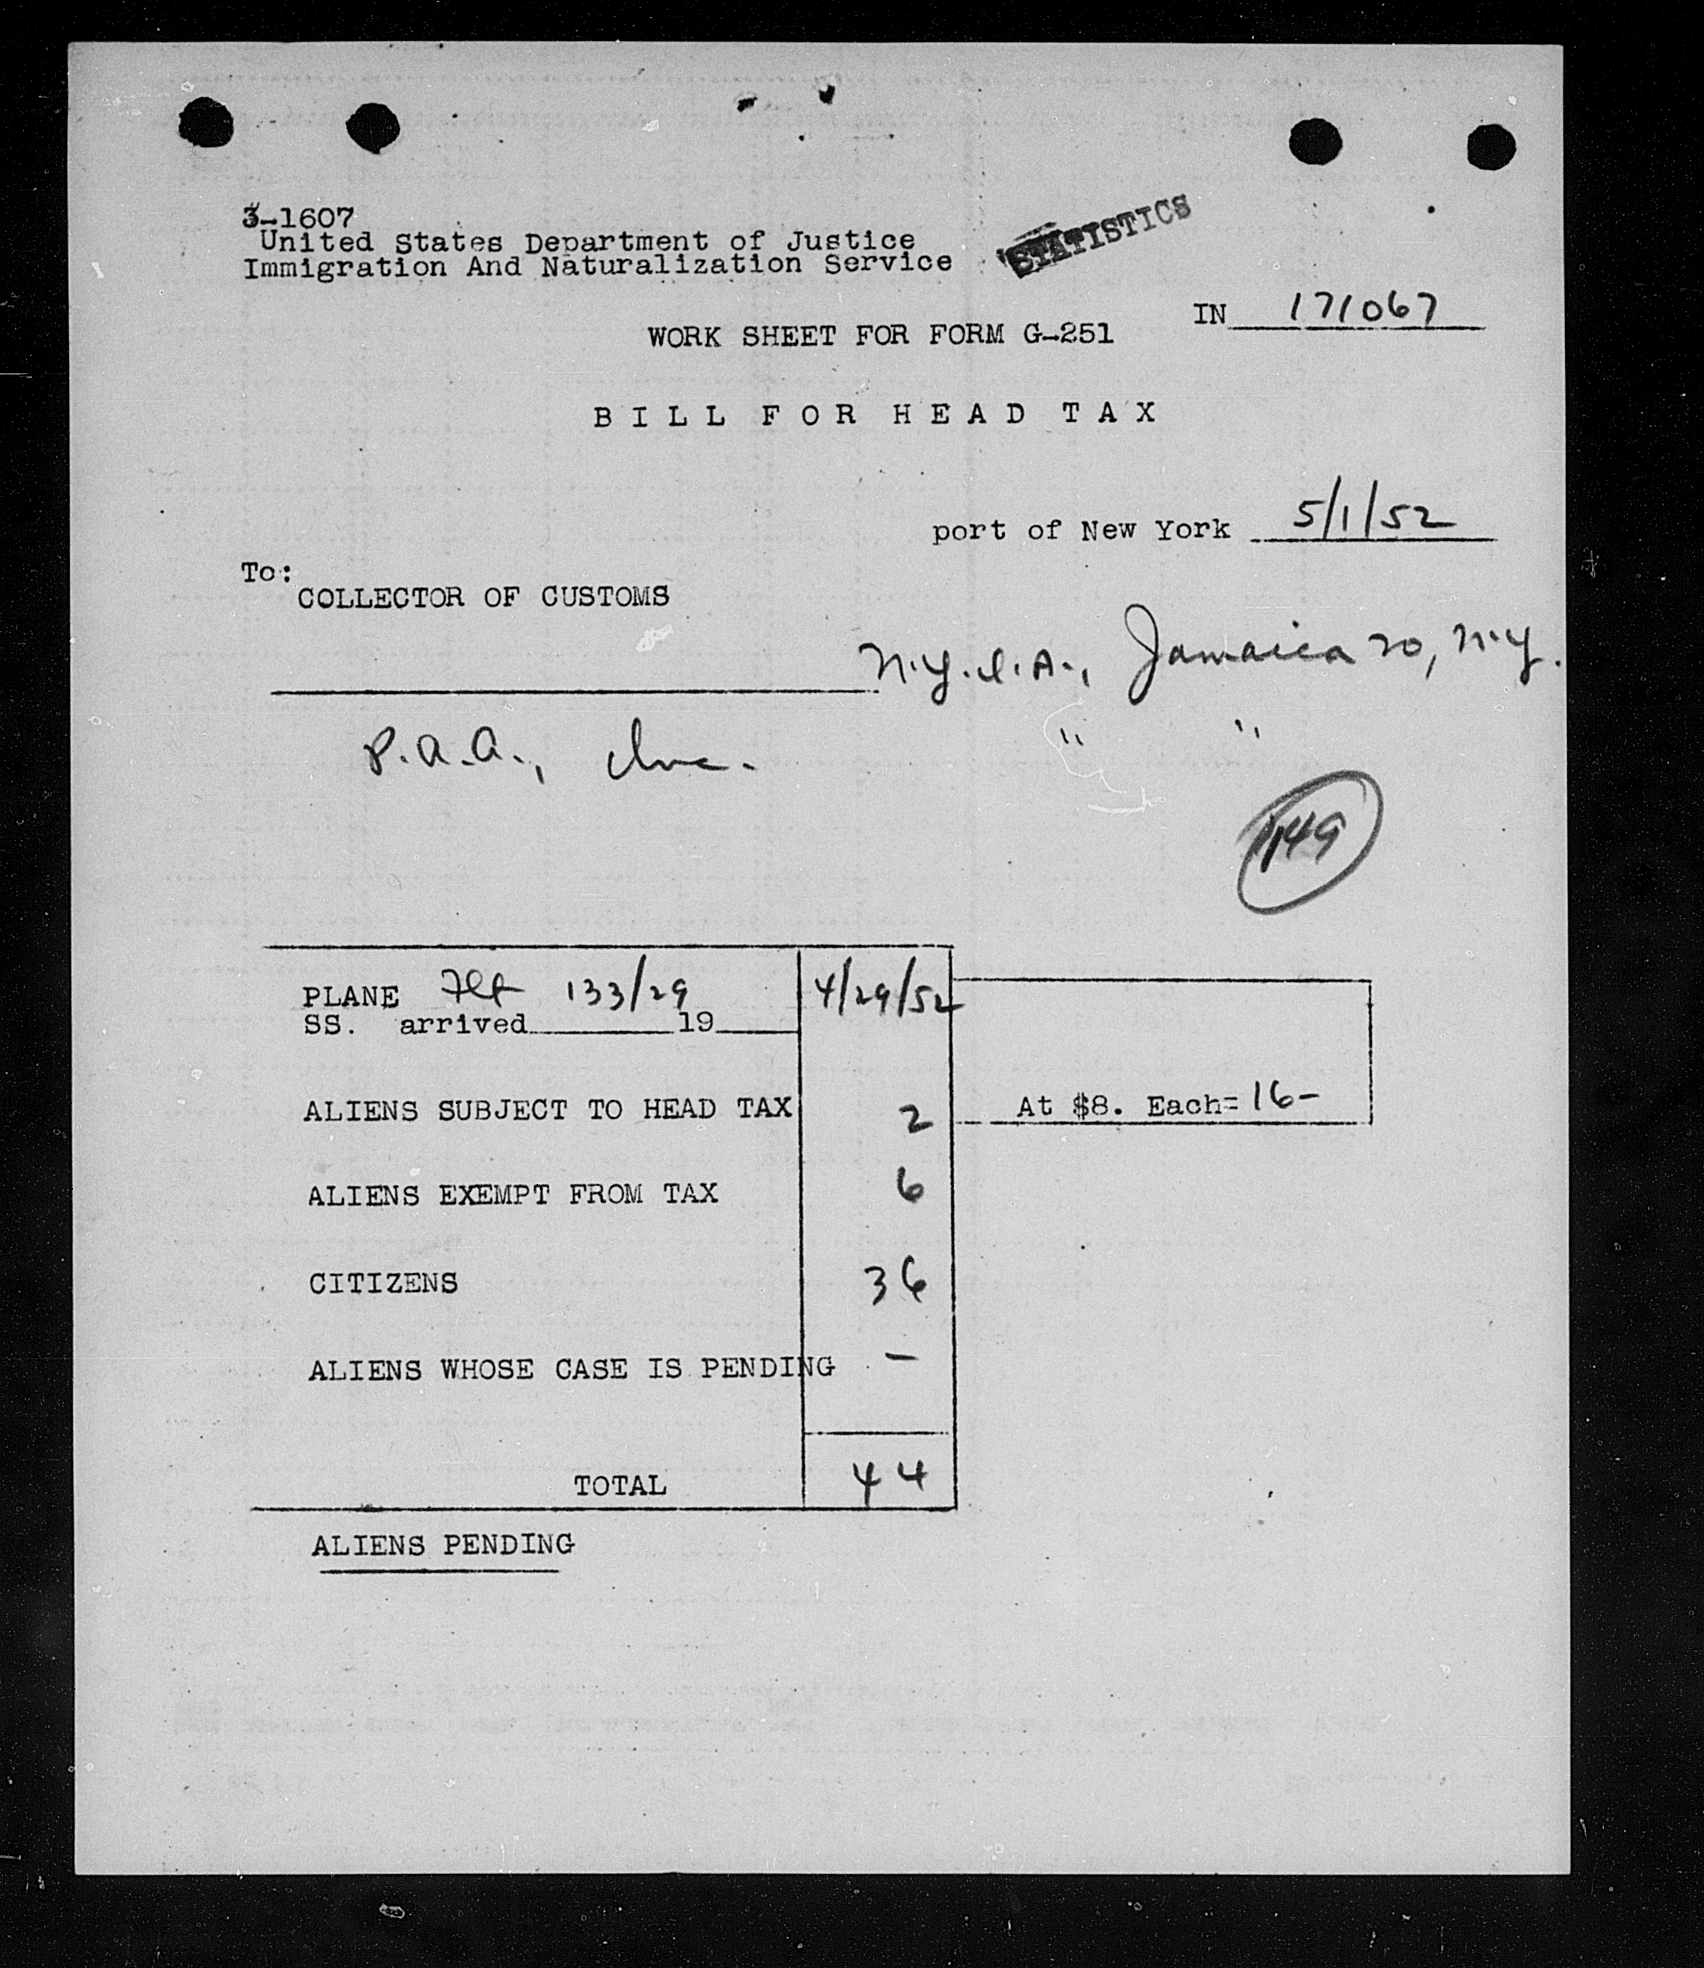 3-1607
United States Department of Justice
STATISTICS
Immigration And Naturalization Service
IN 171067
WORK SHEET FOR FORM G-251
BILL FOR HEAD TAX
port of New York 5/1/52
To:
COLLECTOR OF CUSTOMS
N.Y.I.A., Jamaica 20, N.Y.
P.A.A., Inc. " "
149
PLANE Flt 133/29 4/29/52
SS. arrived 19
ALIENS SUBJECT TO HEAD TAX 2 At $8. Each= 16-
ALIENS EXEMPT FROM TAX 6
CITIZENS 36
ALIENS WHOSE CASE IS PENDING -
TOTAL 44
ALIENS PENDING